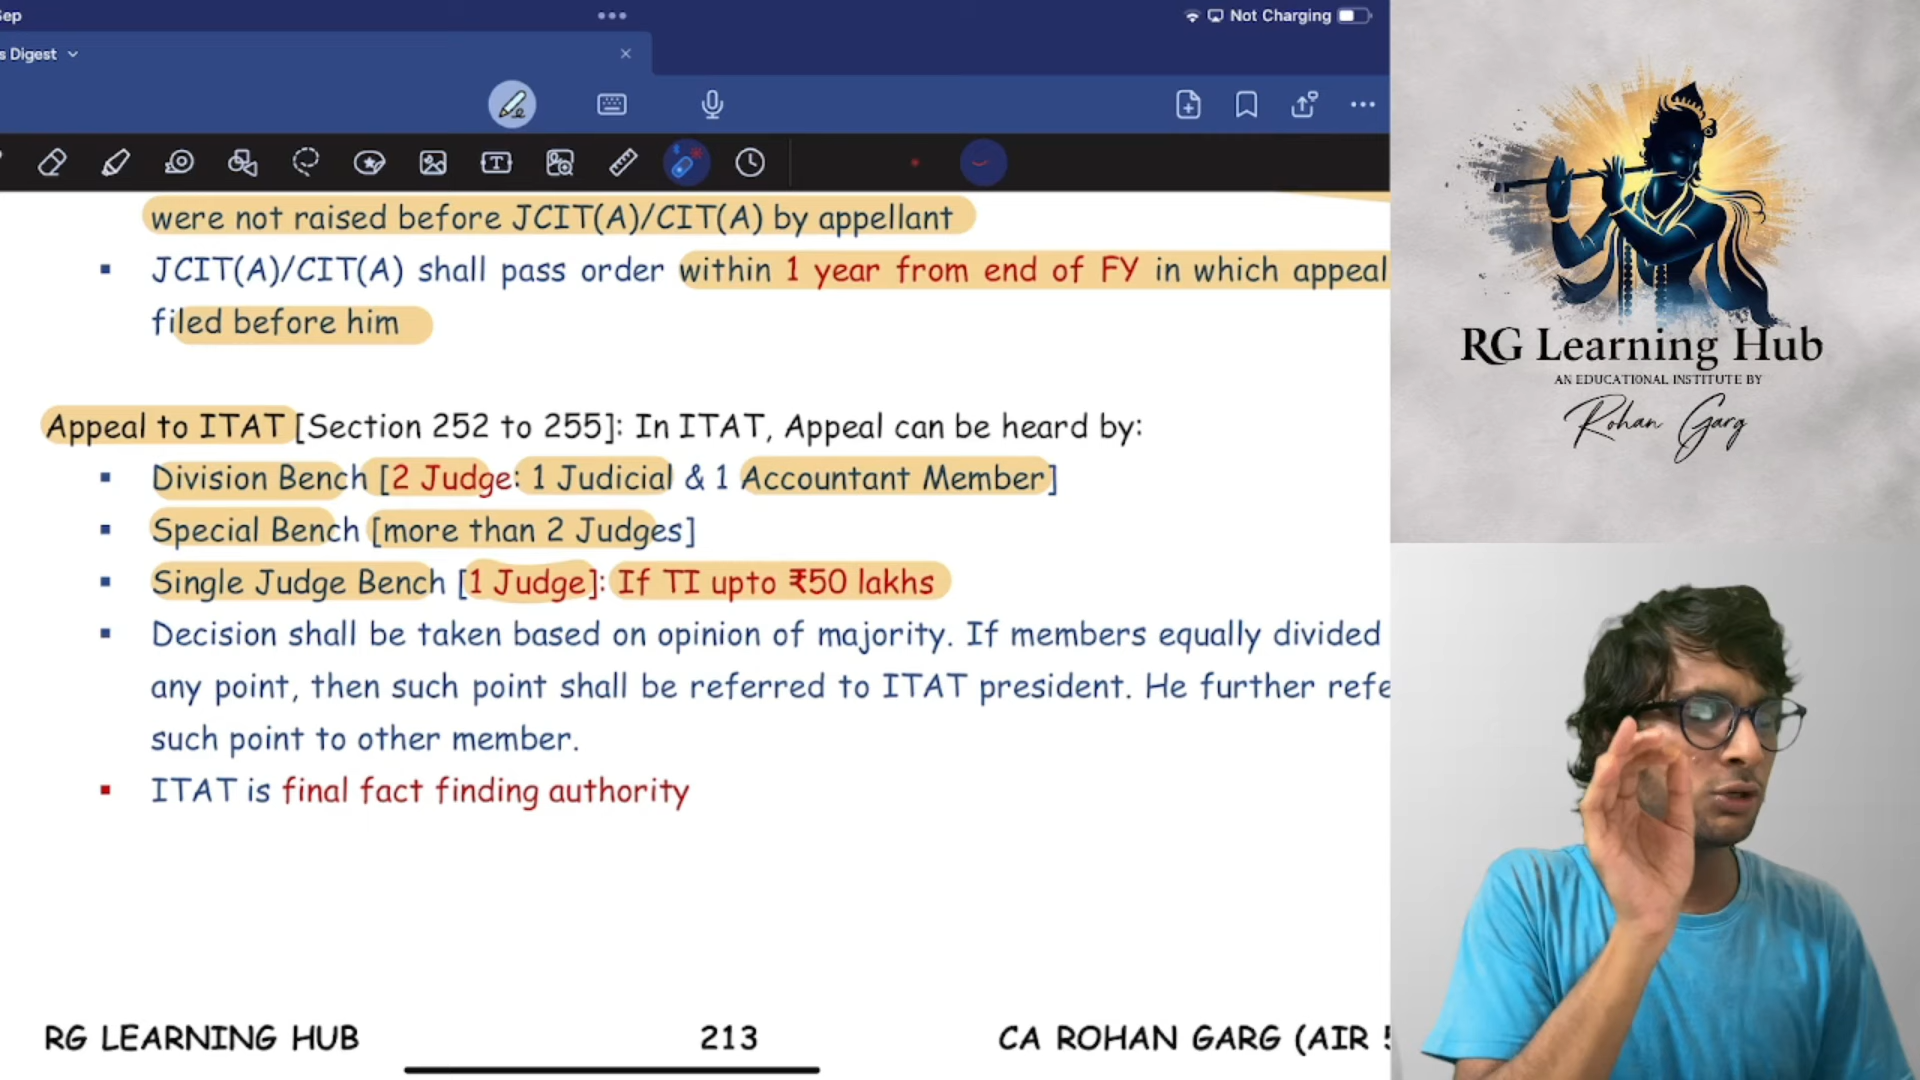 Sep
Not Charging
s Digest
were not raised before JCIT(A)/CIT(A) by appellant
▪ JCIT(A)/CIT(A) shall pass order within 1 year from end of FY in which appeal
filed before him
Appeal to ITAT [Section 252 to 255]: In ITAT, Appeal can be heard by:
▪ Division Bench [2 Judge: 1 Judicial & 1 Accountant Member]
▪ Special Bench [more than 2 Judges]
▪ Single Judge Bench [1 Judge]: If TI upto ₹50 lakhs
▪ Decision shall be taken based on opinion of majority. If members equally divided
any point, then such point shall be referred to ITAT president. He further refe
such point to other member.
▪ ITAT is final fact finding authority
RG LEARNING HUB 213 CA ROHAN GARG (AIR 5
RG Learning Hub
AN EDUCATIONAL INSTITUTE BY
Rohan Garg